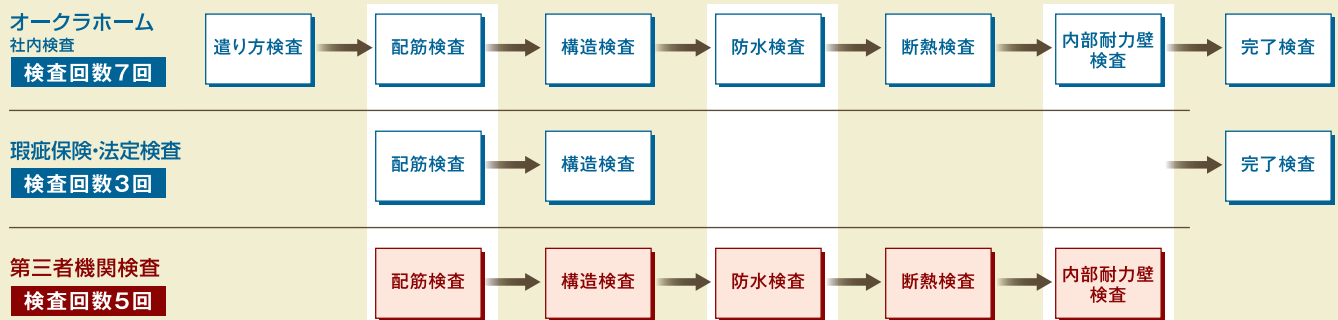 オークラホーム
社内検査
検査回数7回
遣り方検査
配筋検査
構造検査
防水検査
断熱検査
内部耐力壁
検査
完了検査
瑕疵保険・法定検査
検査回数3回
配筋検査
構造検査
完了検査
第三者機関検査
検査回数5回
配筋検査
構造検査
防水検査
断熱検査
内部耐力壁
検査